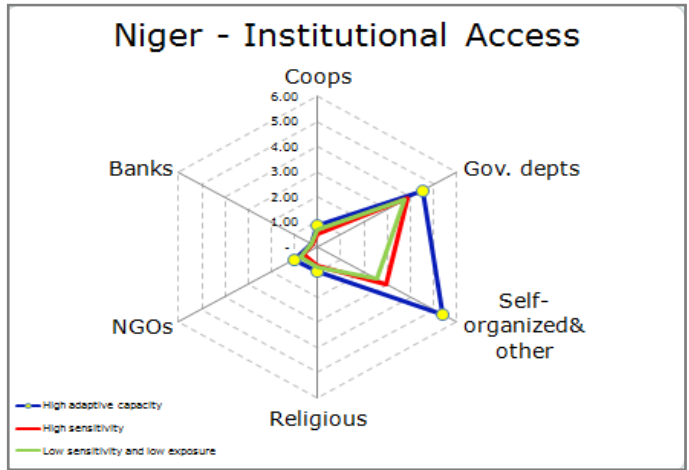 Niger - Institutional Access
Coops
6.00
5.00
4.00
3.00
2.00
1.00
-
Banks
Gov. depts
NGOs
Self-
organized&
other
Religious
High adaptive capacity
High sensitivity
Low sensitivity and low exposure